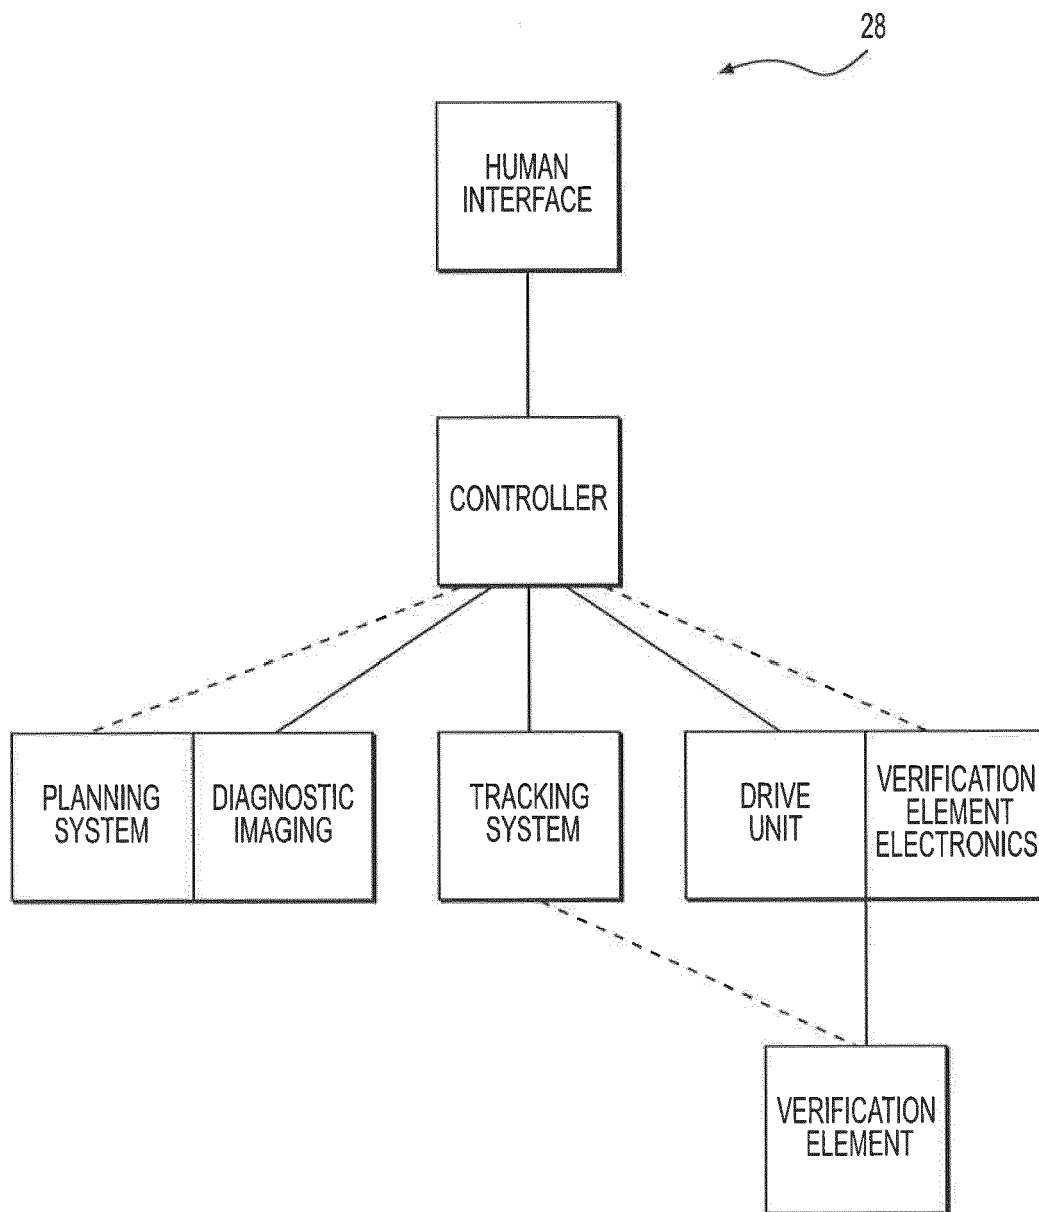 28
HUMAN
INTERFACE
CONTROLLER
PLANNING
SYSTEM
DIAGNOSTIC
IMAGING
TRACKING
SYSTEM
DRIVE
UNIT
VERIFICATION
ELEMENT
ELECTRONICS
VERIFICATION
ELEMENT